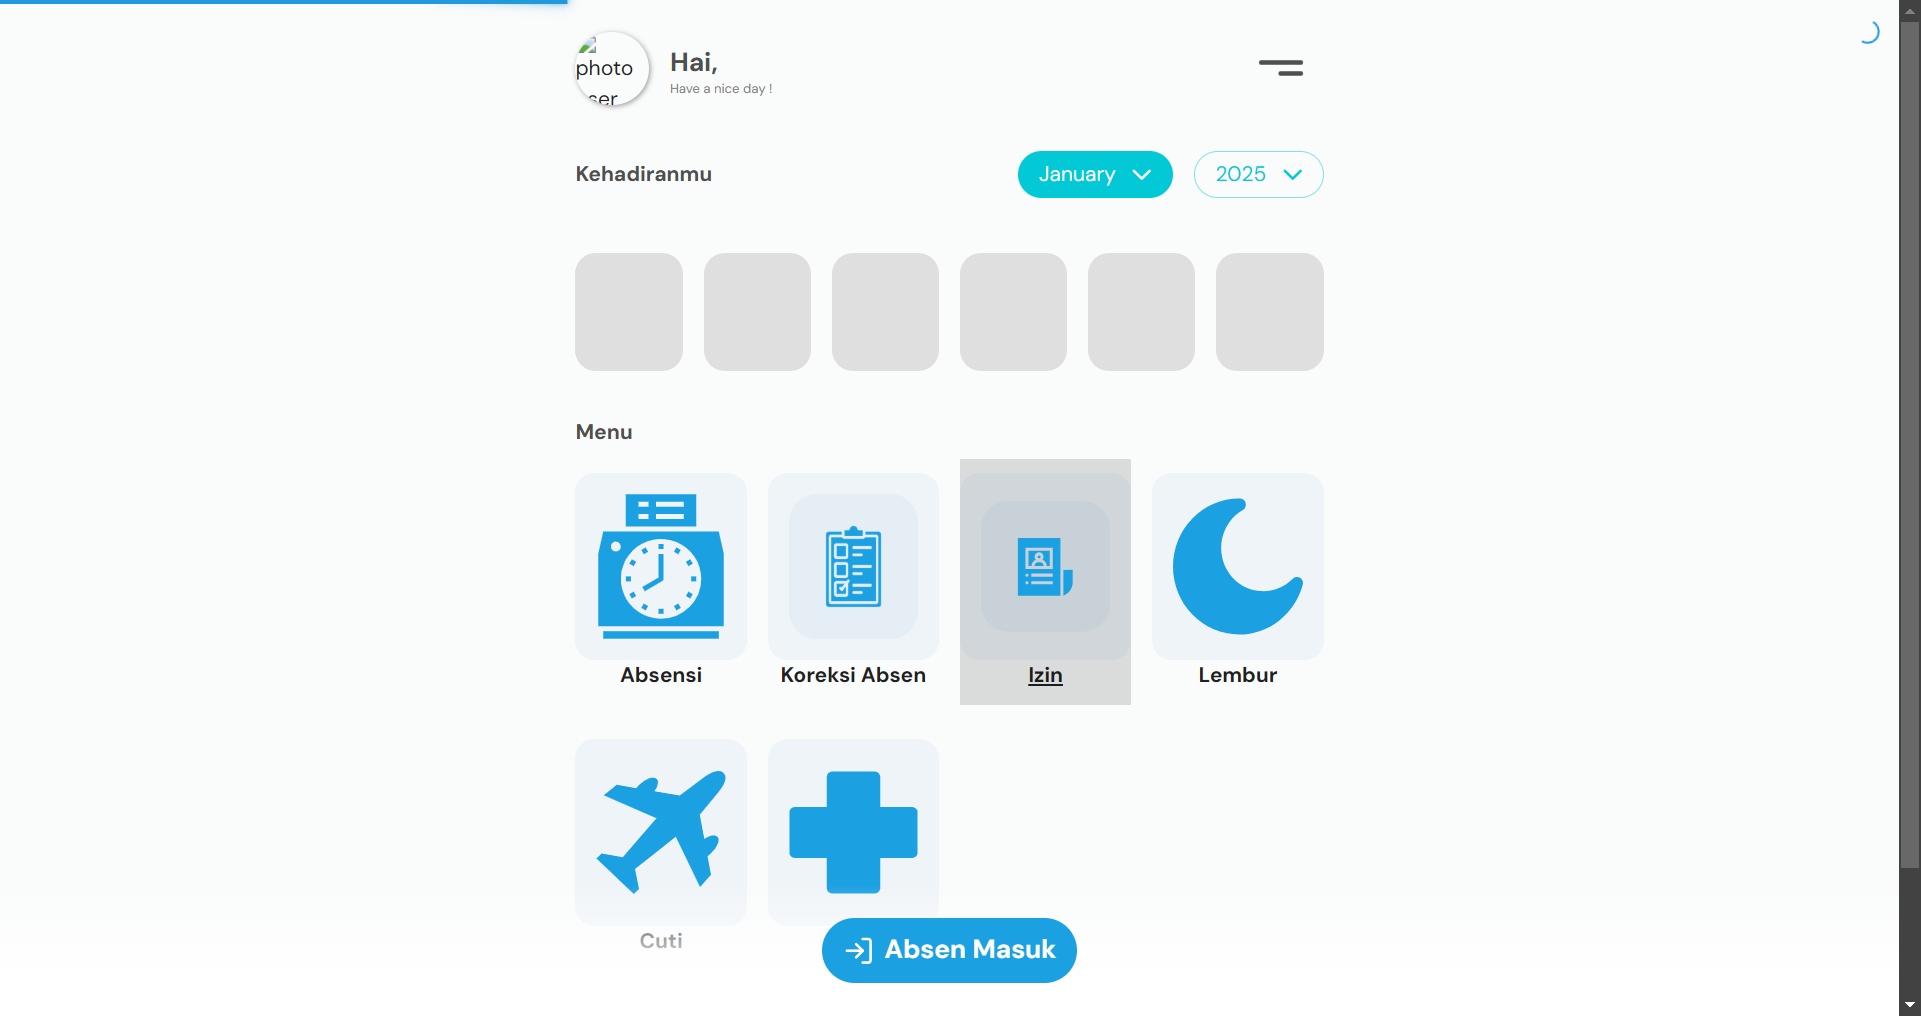 photo
ser
Hai,
Have a nice day !
Kehadiranmu
January
2025
Menu
Absensi
Koreksi Absen
Izin
Lembur
Cuti
Absen Masuk